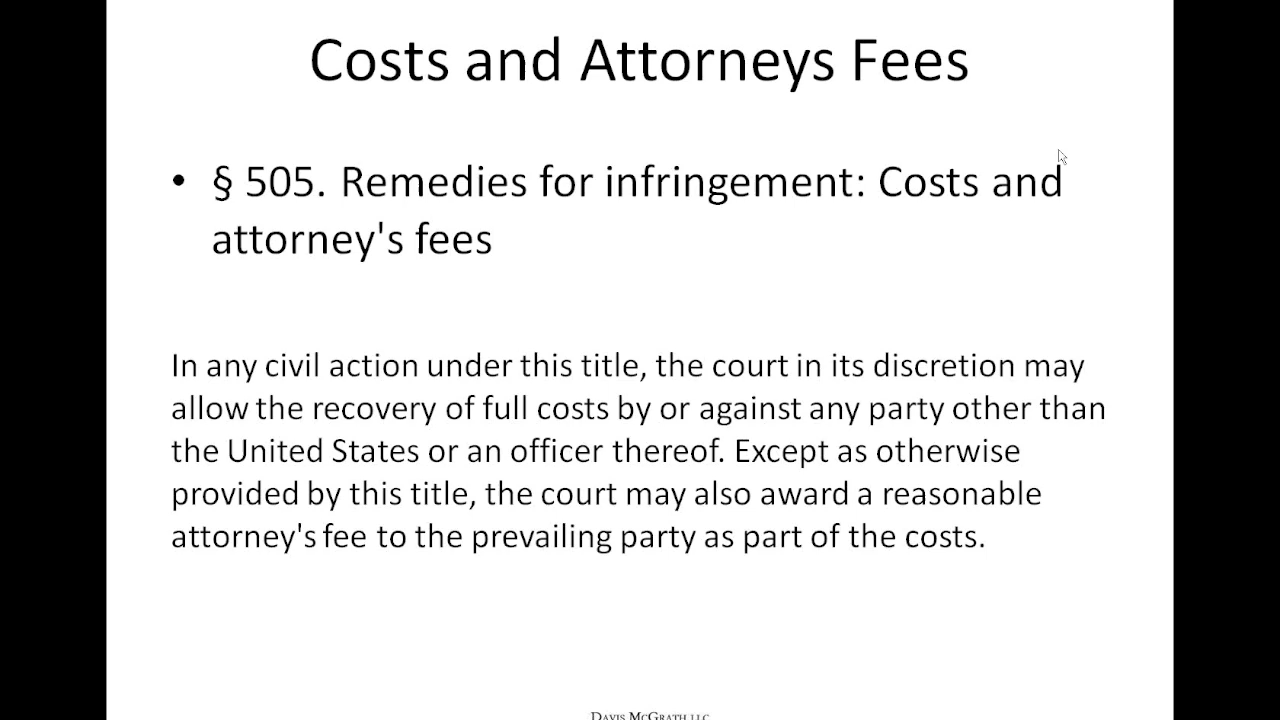 Costs and Attorneys Fees
• § 505. Remedies for infringement: Costs and
attorney's fees
In any civil action under this title, the court in its discretion may
allow the recovery of full costs by or against any party other than
the United States or an officer thereof. Except as otherwise
provided by this title, the court may also award a reasonable
attorney's fee to the prevailing party as part of the costs.
DAVIS MCGRATH LLC